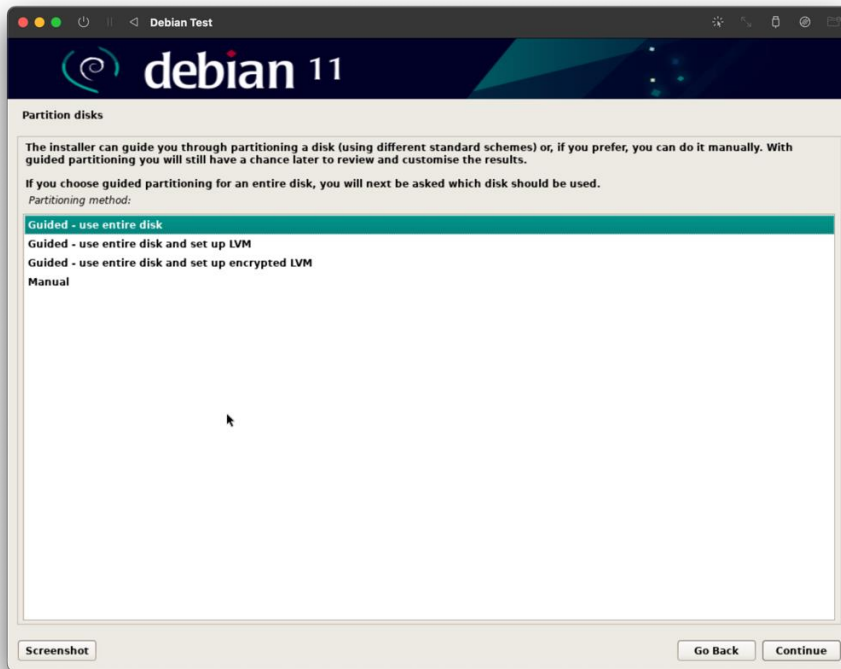 Debian Test
debian 11
Partition disks
The installer can guide you through partitioning a disk (using different standard schemes) or, if you prefer, you can do it manually. With
guided partitioning you will still have a chance later to review and customise the results.
If you choose guided partitioning for an entire disk, you will next be asked which disk should be used.
Partitioning method:
Guided - use entire disk
Guided - use entire disk and set up LVM
Guided - use entire disk and set up encrypted LVM
Manual
Screenshot
Go Back
Continue